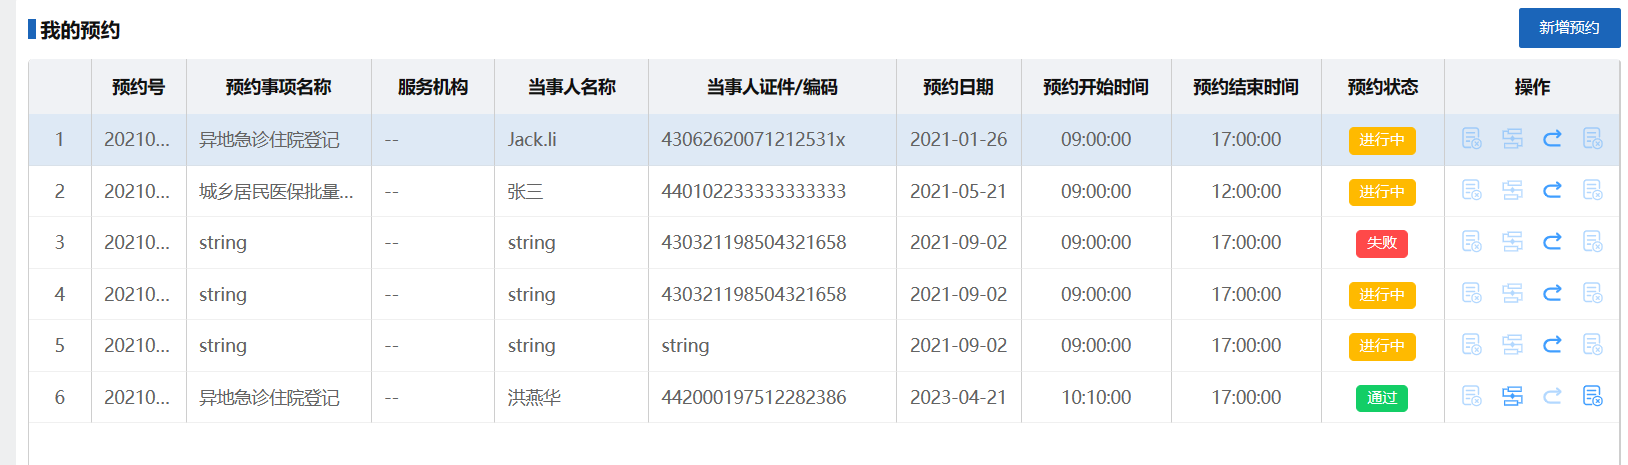 我的预约
新增预约
预约号 预约事项名称 服务机构 当事人名称 当事人证件/编码 预约日期 预约开始时间 预约结束时间 预约状态 操作
1 20210... 异地急诊住院登记 -- Jack.li 43062620071212531x 2021-01-26 09:00:00 17:00:00 进行中
2 20210... 城乡居民医保批量... -- 张三 440102233333333333 2021-05-21 09:00:00 12:00:00 进行中
3 20210... string -- string 430321198504321658 2021-09-02 09:00:00 17:00:00 失败
4 20210... string -- string 430321198504321658 2021-09-02 09:00:00 17:00:00 进行中
5 20210... string -- string string 2021-09-02 09:00:00 17:00:00 进行中
6 20210... 异地急诊住院登记 -- 洪燕华 442000197512282386 2023-04-21 10:10:00 17:00:00 通过